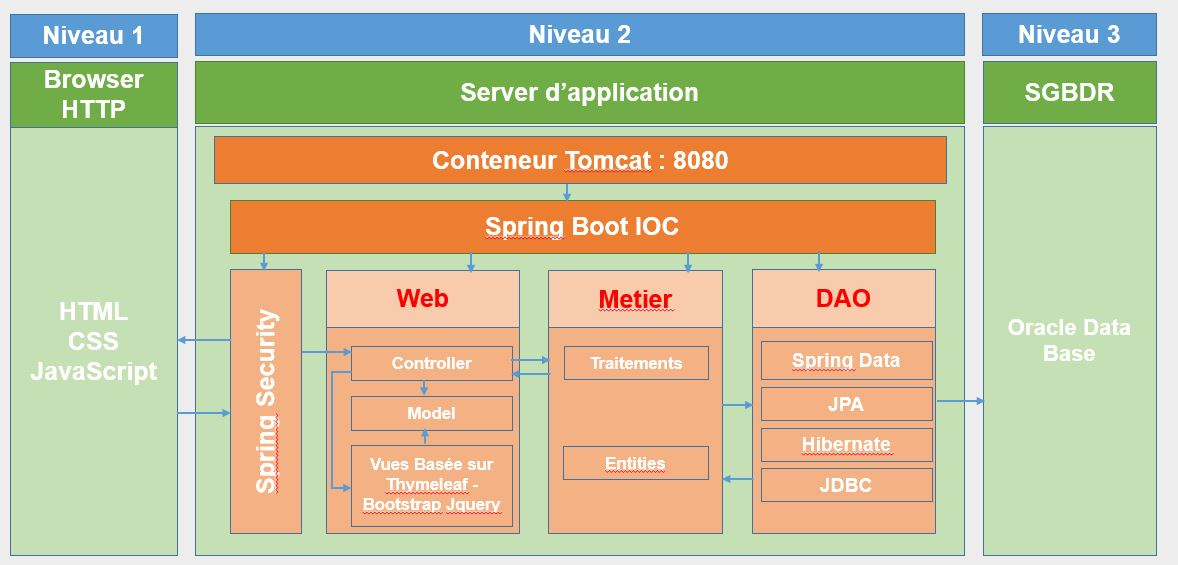 Niveau 1
Niveau 2
Niveau 3
Browser
HTTP
Server d’application
SGBDR
Conteneur Tomcat : 8080
Spring Boot IOC
HTML
CSS
JavaScript
Spring Security
Web
Controller
Model
Vues Basée sur
Thymeleaf -
Bootstrap Jquery
Metier
Traitements
Entities
DAO
Spring Data
JPA
Hibernate
JDBC
Oracle Data
Base